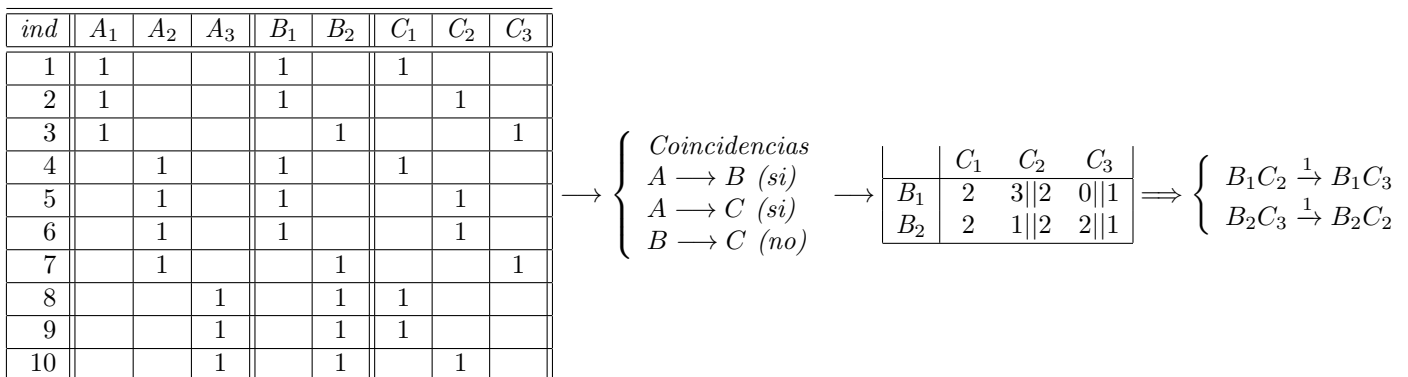 ind A₁ A₂ A₃ B₁ B₂ C₁ C₂ C₃
1 1 1 1
2 1 1 1
3 1 1 1
4 1 1 1
5 1 1 1
6 1 1 1
7 1 1 1
8 1 1 1
9 1 1 1
10 1 1 1
⟶ {
Coincidencias
A ⟶ B (si)
A ⟶ C (si)
B ⟶ C (no)
⟶
C₁ C₂ C₃
B₁ 2 3||2 0||1
B₂ 2 1||2 2||1
⟹ {
B₁C₂ →¹ B₁C₃
B₂C₃ →¹ B₂C₂